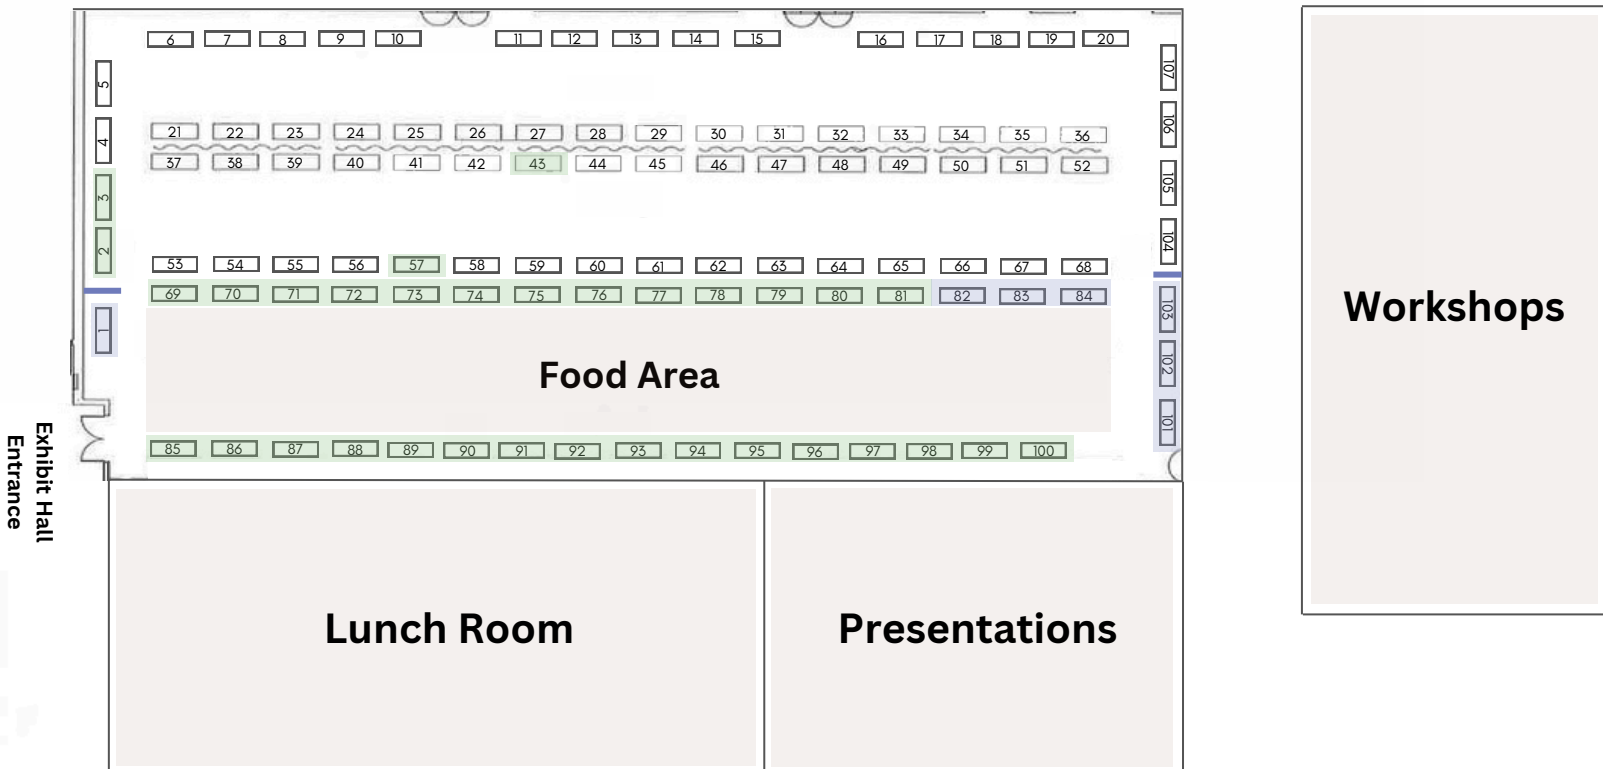 6 7 8 9 10 11 12 13 14 15 16 17 18 19 20
5
4
3
2
1
107
106
105
104
103
102
101
21 22 23 24 25 26 27 28 29 30 31 32 33 34 35 36
37 38 39 40 41 42 43 44 45 46 47 48 49 50 51 52
53 54 55 56 57 58 59 60 61 62 63 64 65 66 67 68
69 70 71 72 73 74 75 76 77 78 79 80 81 82 83 84
Food Area
85 86 87 88 89 90 91 92 93 94 95 96 97 98 99 100
Exhibit Hall
Entrance
Lunch Room
Presentations
Workshops